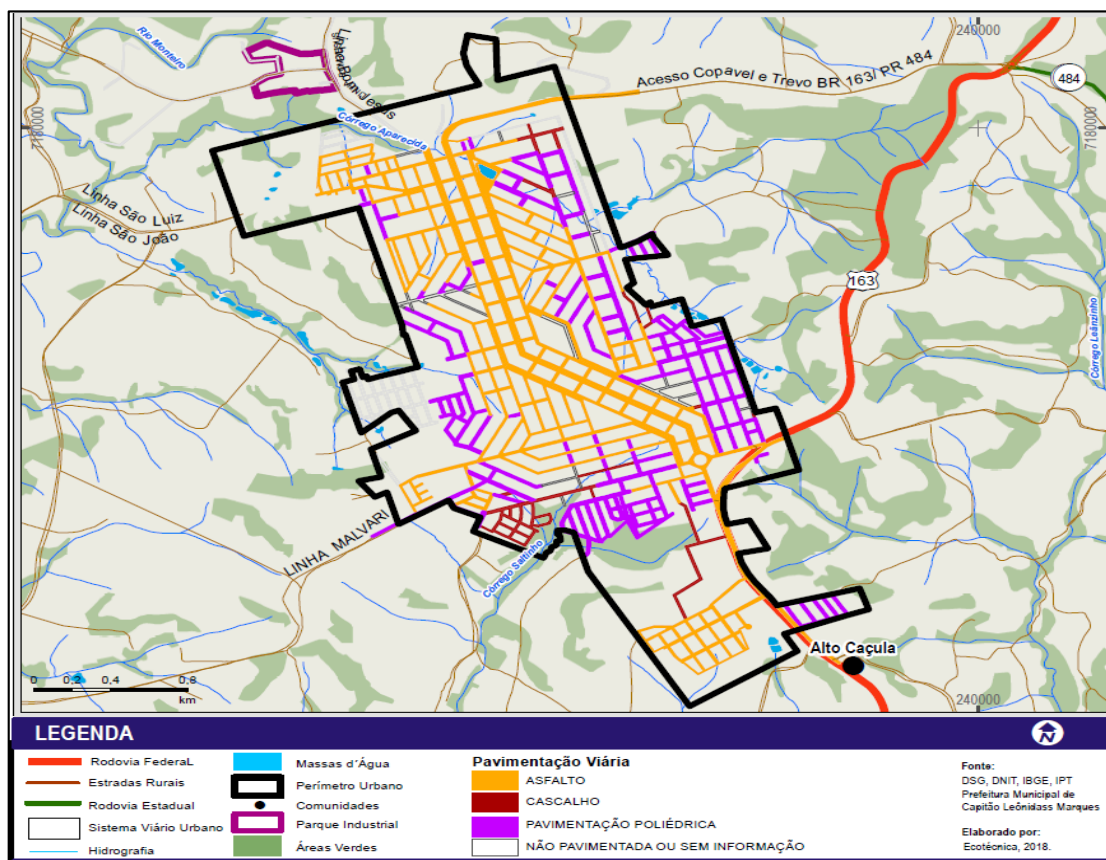 240000
Rio Monteiro
Linha Bom Jesus
Acesso Copavel e Trevo BR 163/ PR 484
484
7180000
7180000
Córrego Aparecida
Linha São Luiz
Linha São João
163
Córrego Leãnzinho
LINHA MALVARI
Córrego Saltinho
Alto Caçula
0 0,2 0,4 0,8
km
240000
LEGENDA
N
Rodovia FederaL
Estradas Rurais
Rodovia Estadual
Sistema Viário Urbano
Hidrografia
Massas d'Água
Perímetro Urbano
Comunidades
Parque Industrial
Áreas Verdes
Pavimentação Viária
ASFALTO
CASCALHO
PAVIMENTAÇÃO POLIÉDRICA
NÃO PAVIMENTADA OU SEM INFORMAÇÃO
Fonte:
DSG, DNIT, IBGE, IPT
Prefeitura Municipal de
Capitão Leônidass Marques
Elaborado por:
Ecotécnica, 2018.